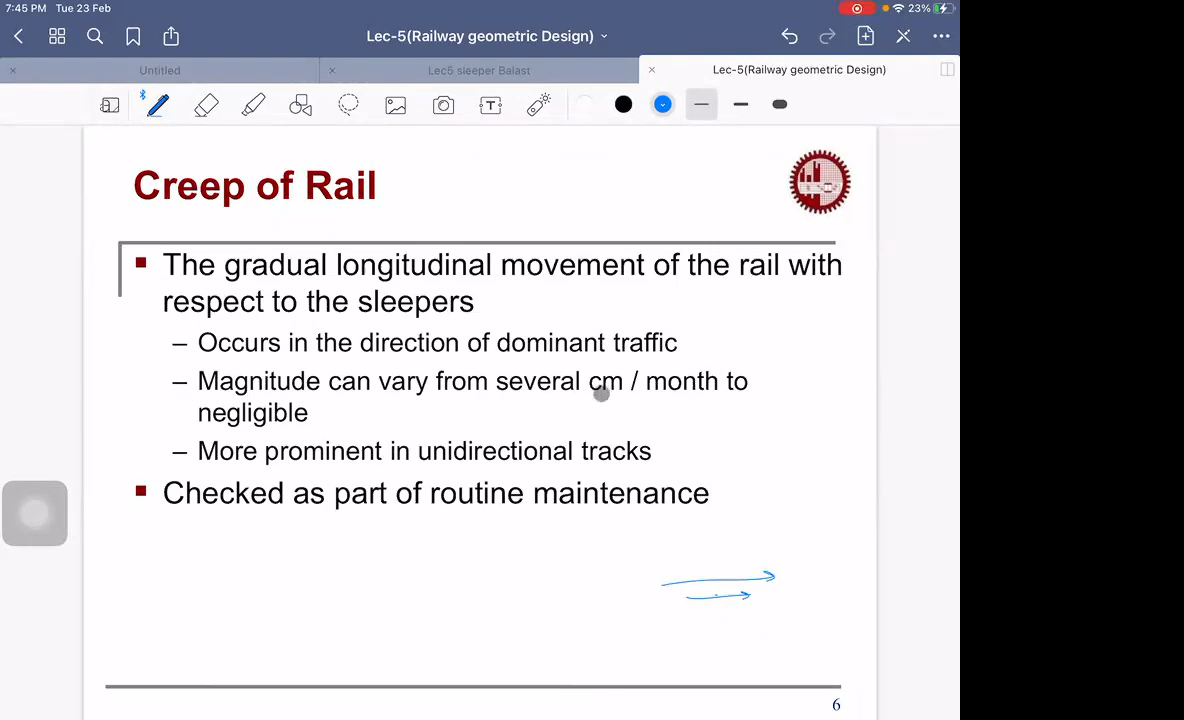 7:45 PM Tue 23 Feb
23%
Lec-5(Railway geometric Design)
Untitled
Lec5 sleeper Balast
Lec-5(Railway geometric Design)
T
Creep of Rail
▪ The gradual longitudinal movement of the rail with
respect to the sleepers
– Occurs in the direction of dominant traffic
– Magnitude can vary from several cm / month to
negligible
– More prominent in unidirectional tracks
▪ Checked as part of routine maintenance
6